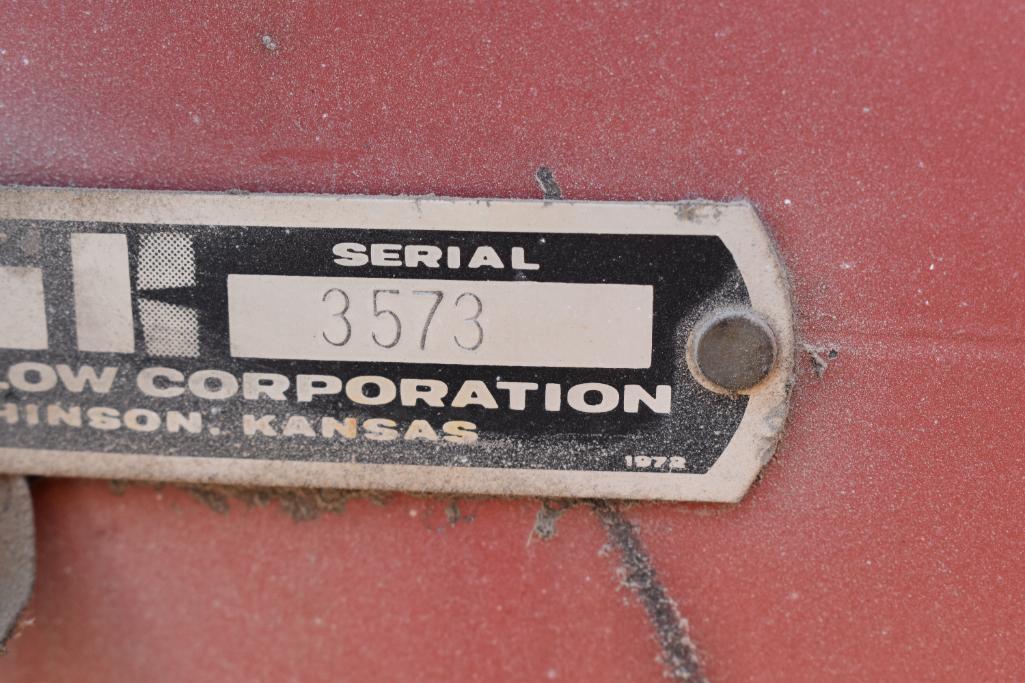 SERIAL
3573
LOW CORPORATION
HINSON, KANSAS
1972